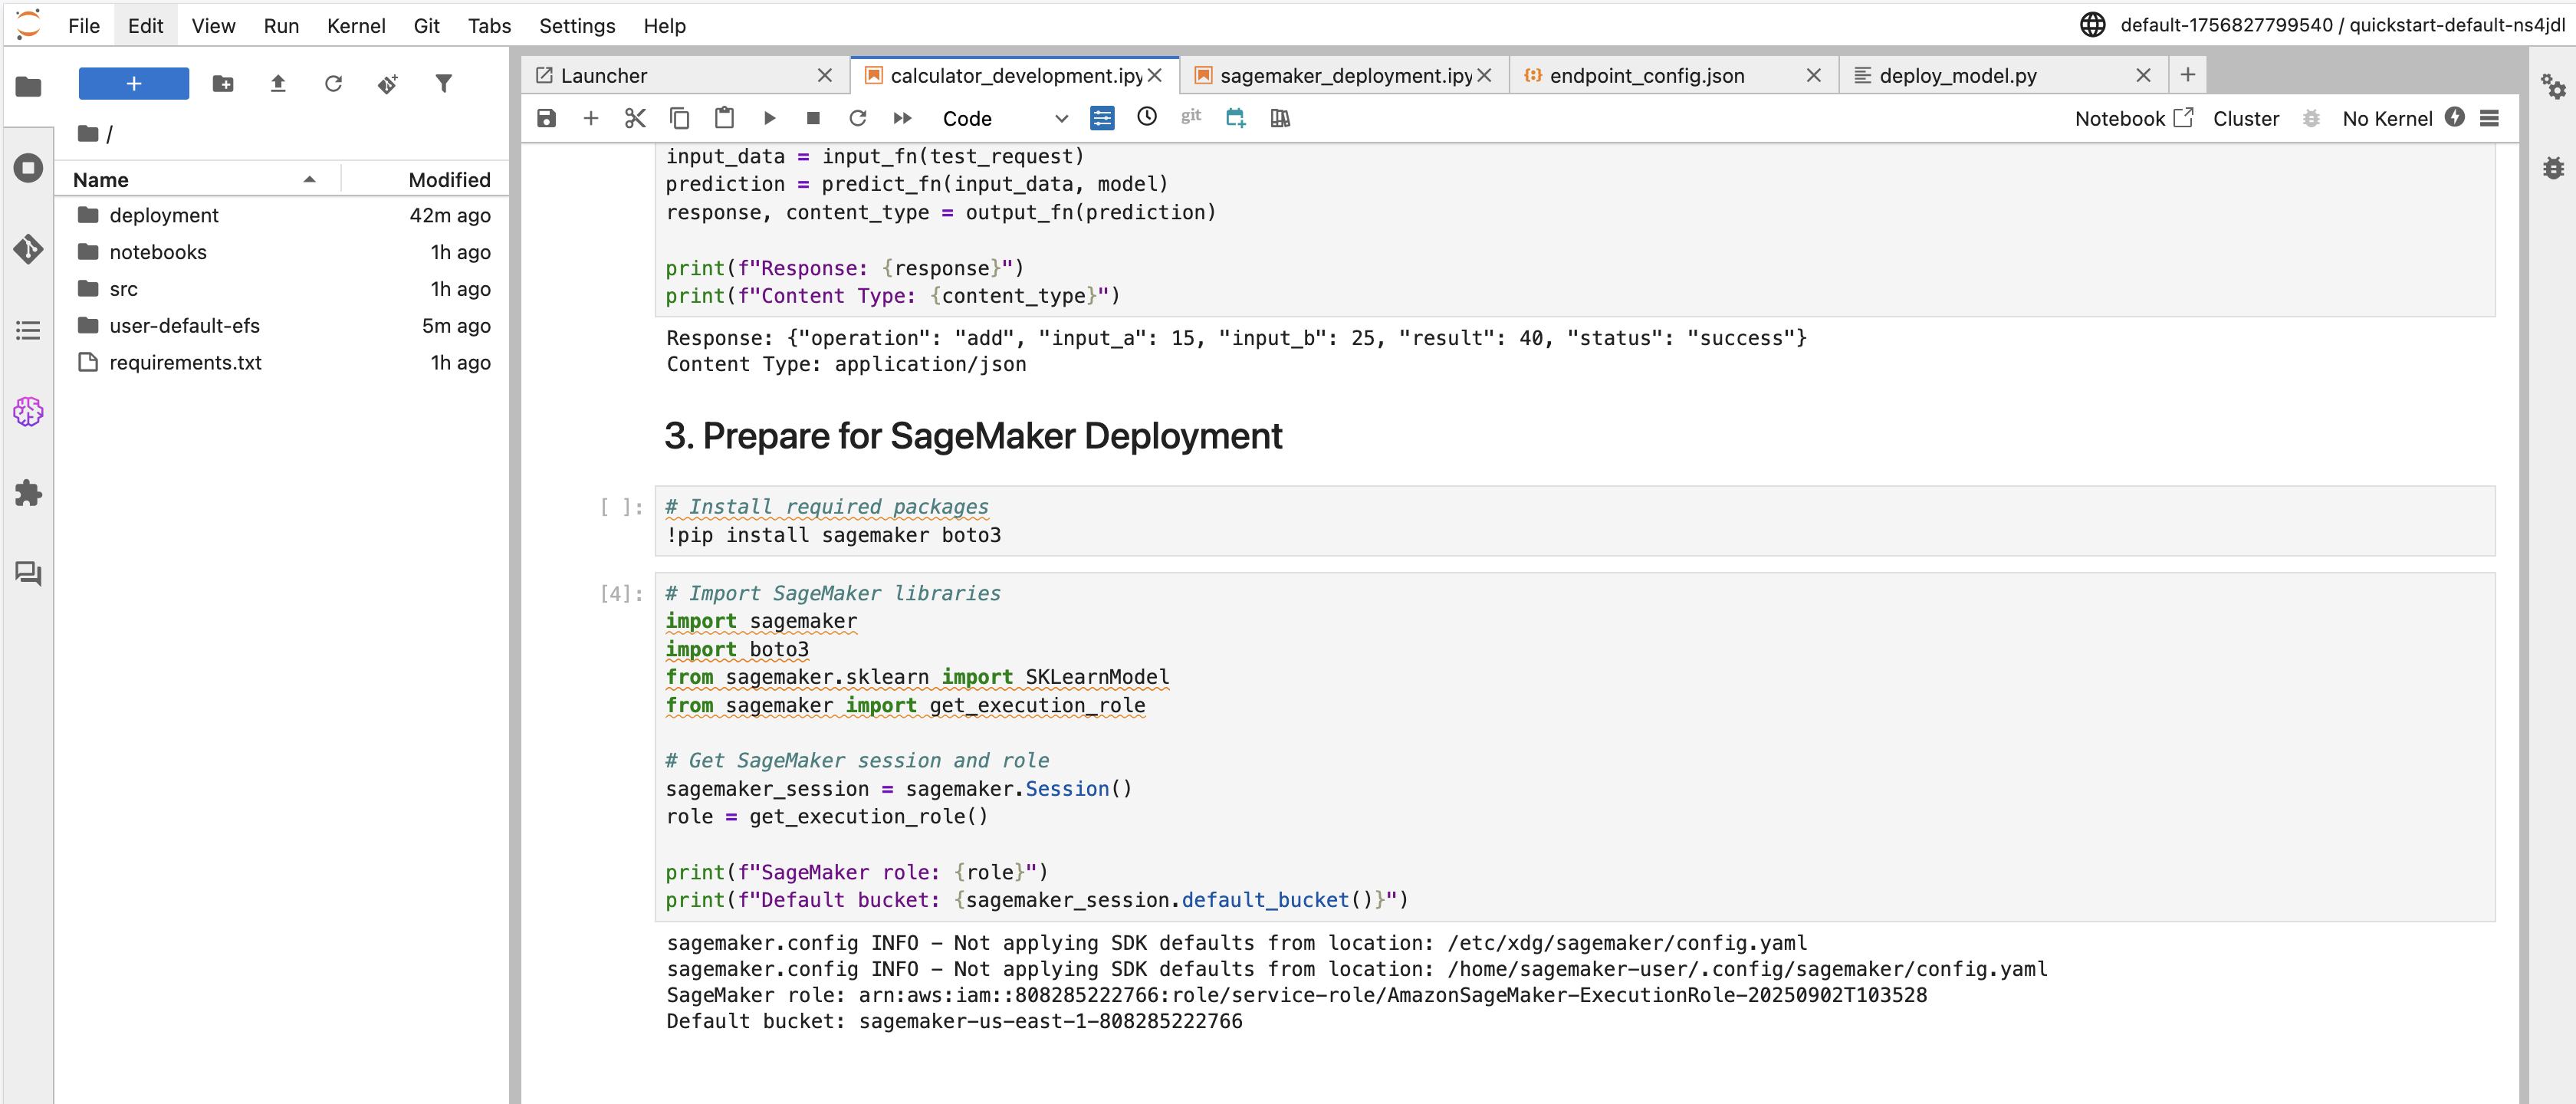 File Edit View Run Kernel Git Tabs Settings Help
default-1756827799540 / quickstart-default-ns4jdl
Launcher
calculator_development.ipy
sagemaker_deployment.ipy
endpoint_config.json
deploy_model.py
Code
git
Notebook
Cluster
No Kernel
/
Name Modified
deployment 42m ago
notebooks 1h ago
src 1h ago
user-default-efs 5m ago
requirements.txt 1h ago
input_data = input_fn(test_request)
prediction = predict_fn(input_data, model)
response, content_type = output_fn(prediction)
print(f"Response: {response}")
print(f"Content Type: {content_type}")
Response: {"operation": "add", "input_a": 15, "input_b": 25, "result": 40, "status": "success"}
Content Type: application/json
3. Prepare for SageMaker Deployment
[ ]:
# Install required packages
!pip install sagemaker boto3
[4]:
# Import SageMaker libraries
import sagemaker
import boto3
from sagemaker.sklearn import SKLearnModel
from sagemaker import get_execution_role
# Get SageMaker session and role
sagemaker_session = sagemaker.Session()
role = get_execution_role()
print(f"SageMaker role: {role}")
print(f"Default bucket: {sagemaker_session.default_bucket()}")
sagemaker.config INFO - Not applying SDK defaults from location: /etc/xdg/sagemaker/config.yaml
sagemaker.config INFO - Not applying SDK defaults from location: /home/sagemaker-user/.config/sagemaker/config.yaml
SageMaker role: arn:aws:iam::808285222766:role/service-role/AmazonSageMaker-ExecutionRole-20250902T103528
Default bucket: sagemaker-us-east-1-808285222766